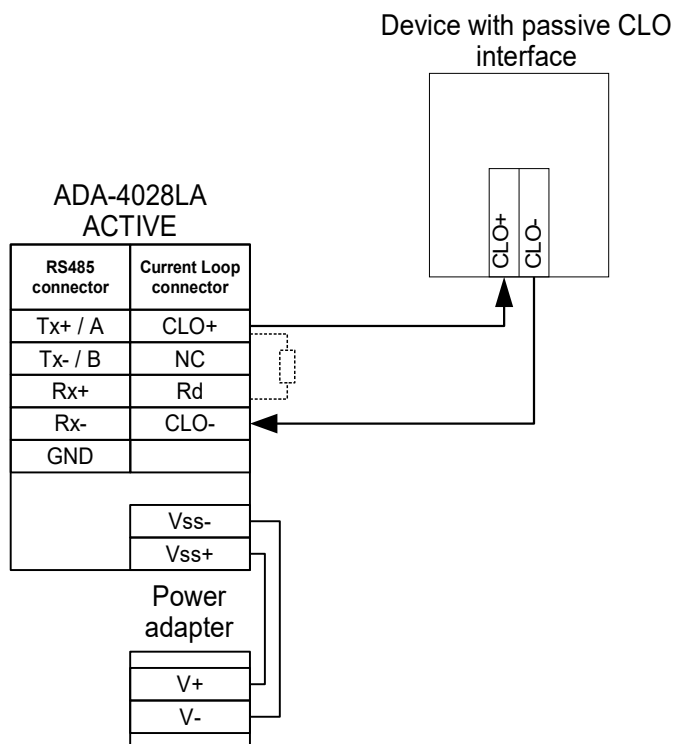 Device with passive CLO
interface
CLO+
CLO-
ADA-4028LA
ACTIVE
RS485
connector
Current Loop
connector
Tx+ / A
CLO+
Tx- / B
NC
Rx+
Rd
Rx-
CLO-
GND
Vss-
Vss+
Power
adapter
V+
V-